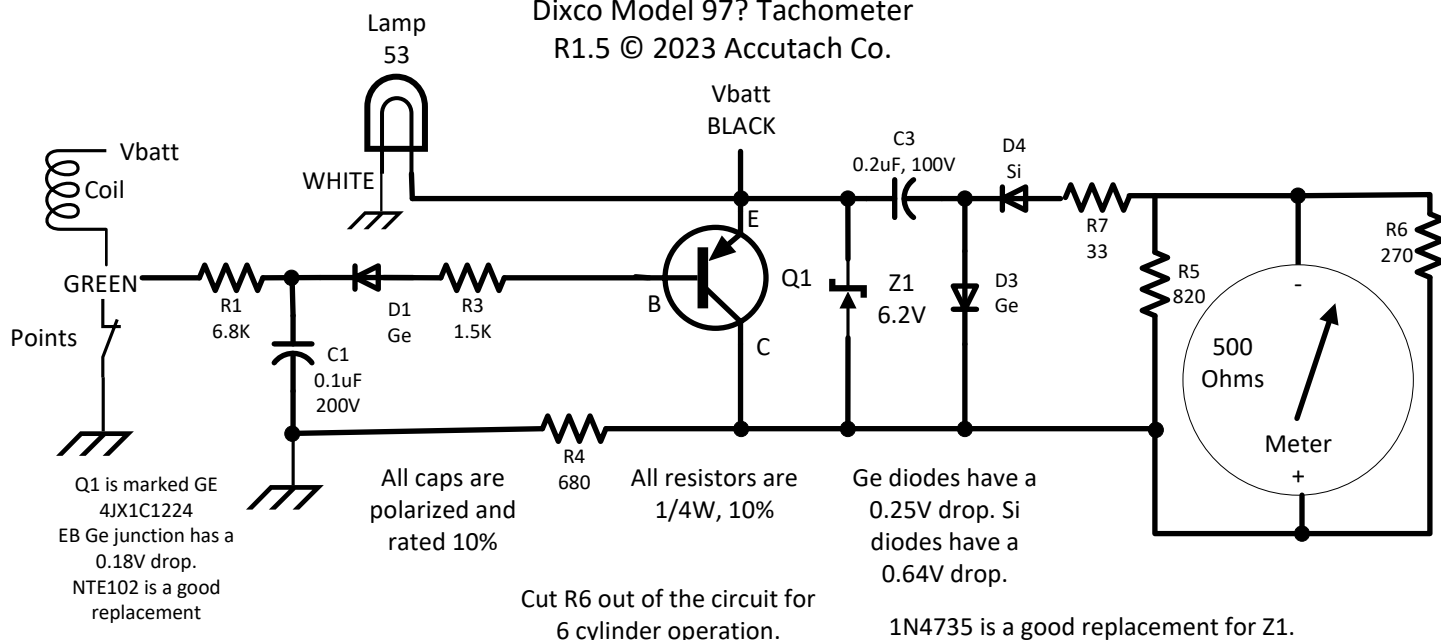 Dixco Model 97? Tachometer
R1.5 © 2023 Accutach Co.
Lamp
53
Vbatt
BLACK
Vbatt
Coil
WHITE
GREEN
Points
R1
6.8K
C1
0.1uF
200V
D1
Ge
R3
1.5K
B
E
C
Q1
Z1
6.2V
C3
0.2uF, 100V
D4
Si
D3
Ge
R7
33
R5
820
R6
270
500
Ohms
-
Meter
+
R4
680
Q1 is marked GE
4JX1C1224
EB Ge junction has a
0.18V drop.
NTE102 is a good
replacement
All caps are
polarized and
rated 10%
All resistors are
1/4W, 10%
Ge diodes have a
0.25V drop. Si
diodes have a
0.64V drop.
Cut R6 out of the circuit for
6 cylinder operation.
1N4735 is a good replacement for Z1.